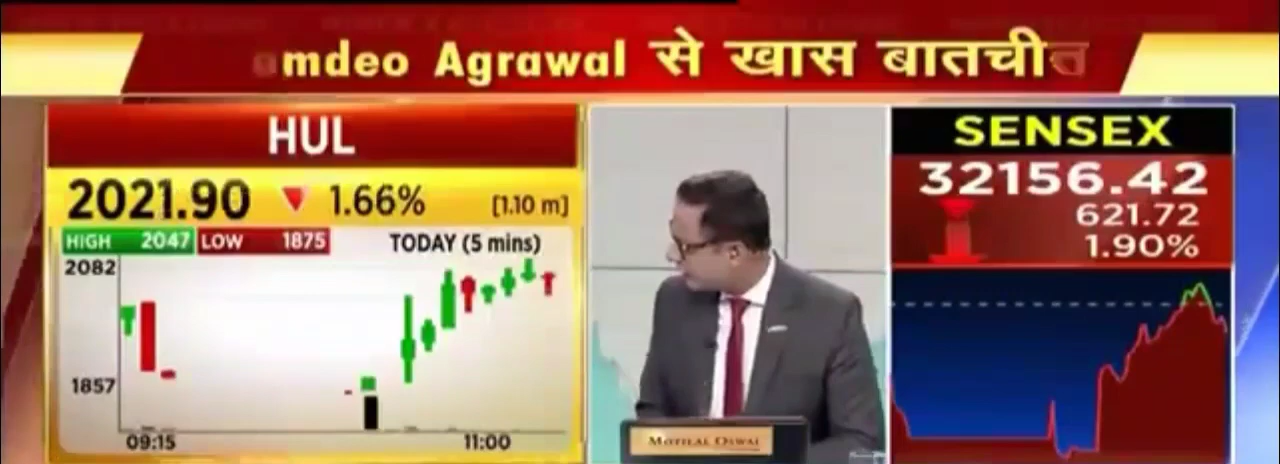 amdeo Agrawal से खास बातचीत
HUL
2021.90 ▼ 1.66% [1.10 m]
HIGH 2047 LOW 1875 TODAY (5 mins)
2082
1857
09:15 11:00
MOTILAL OSWAL
SENSEX
32156.42
621.72
1.90%